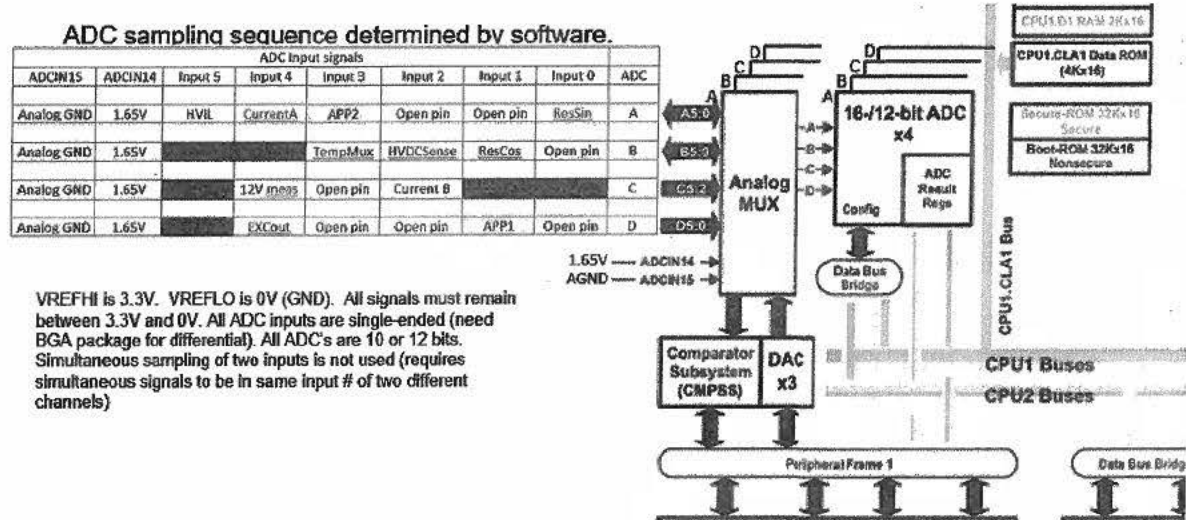 ADC sampling sequence determined by software.
ADC Input signals
ADCIN15 ADCIN14 Input 5 Input 4 Input 3 Input 2 Input 1 Input 0 ADC
Analog GND 1.65V HVIL CurrentA APP2 Open pin Open pin ResSin A
Analog GND 1.65V TempMux HVDCSense ResCos Open pin B
Analog GND 1.65V 12V meas Open pin Current B C
Analog GND 1.65V EXCout Open pin Open pin APP1 Open pin D
A5:0
B5:0
C5:2
D5:0
1.65V ADCIN14
AGND ADCIN15
D
C
B
A
Analog
MUX
A
B
C
D
D
C
B
A
16-/12-bit ADC
x4
ADC
Result
Regs
Config
Data Bus
Bridge
CPU1.D1 RAM 2Kx16
CPU1.CLA1 Data ROM
(4Kx16)
Secure-ROM 32Kx16
Secure
Boot-ROM 32Kx16
Nonsecure
CPU1.CLA1 Bus
VREFHI is 3.3V. VREFLO is 0V (GND). All signals must remain
between 3.3V and 0V. All ADC inputs are single-ended (need
BGA package for differential). All ADC's are 10 or 12 bits.
Simultaneous sampling of two inputs is not used (requires
simultaneous signals to be in same input # of two different
channels)
Comparator
Subsystem
(CMPSS)
DAC
x3
CPU1 Buses
CPU2 Buses
Peripheral Frame 1
Data Bus Bridg